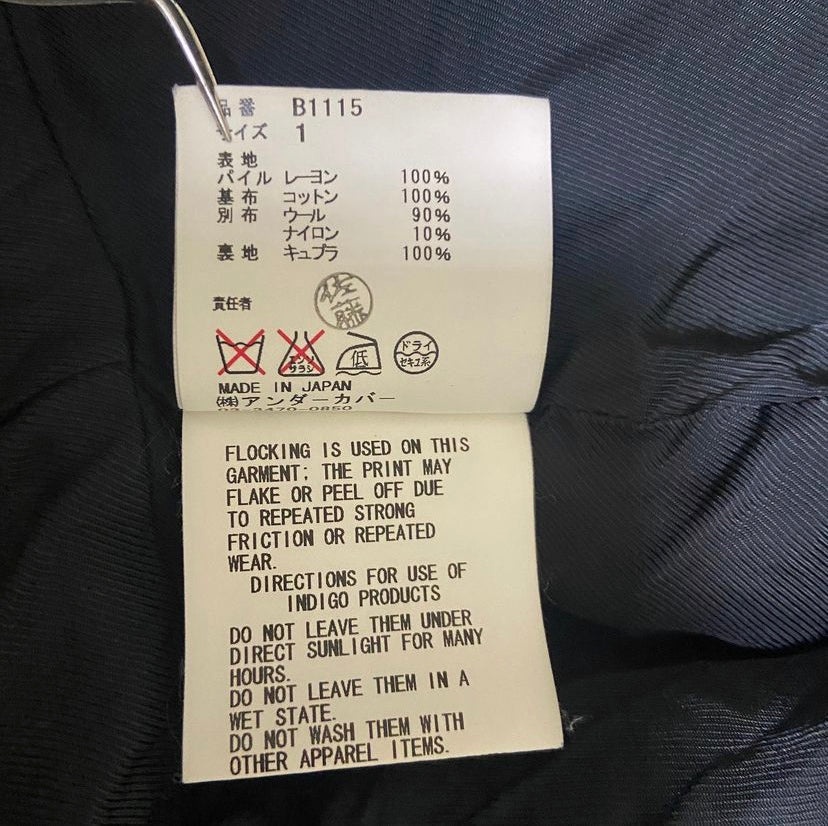 品番 B1115
サイズ 1
表地
パイル レーヨン 100%
基布 コットン 100%
別布 ウール 90%
ナイロン 10%
裏地 キュプラ 100%
責任者 佐藤
エンソ サラシ 低 ドライ セキユ系
MADE IN JAPAN
㈱アンダーカバー
03-3479-0850
FLOCKING IS USED ON THIS
GARMENT; THE PRINT MAY
FLAKE OR PEEL OFF DUE
TO REPEATED STRONG
FRICTION OR REPEATED
WEAR.
DIRECTIONS FOR USE OF
INDIGO PRODUCTS
DO NOT LEAVE THEM UNDER
DIRECT SUNLIGHT FOR MANY
HOURS.
DO NOT LEAVE THEM IN A
WET STATE.
DO NOT WASH THEM WITH
OTHER APPAREL ITEMS.